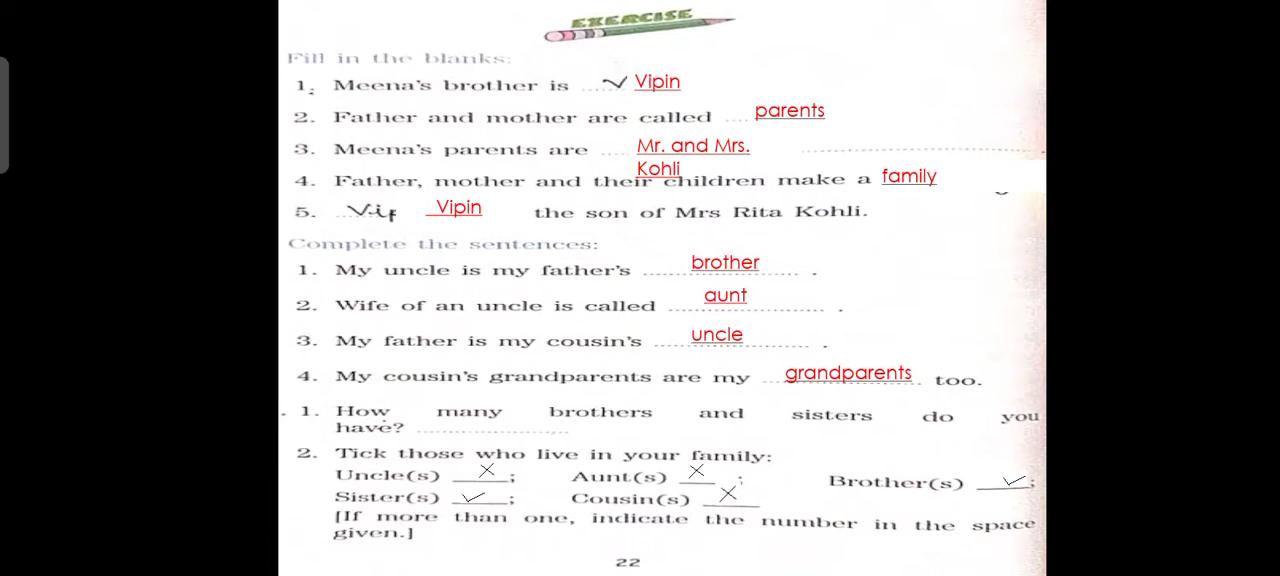 EXERCISE
Fill in the blanks:
1. Meena's brother is ..... Vipin
2. Father and mother are called .... parents
3. Meena's parents are .... Mr. and Mrs.
Kohli
4. Father, mother and their children make a family
5. .... Vip Vipin the son of Mrs Rita Kohli.
Complete the sentences:
1. My uncle is my father's brother .
2. Wife of an uncle is called aunt .
3. My father is my cousin's uncle .
4. My cousin's grandparents are my grandparents too.
. 1. How many brothers and sisters do you
have? ....................
2. Tick those who live in your family:
Uncle(s) × ; Aunt(s) × ; Brother(s) ✓ ;
Sister(s) ✓ ; Cousin(s) ×
[If more than one, indicate the number in the space
given.]
22